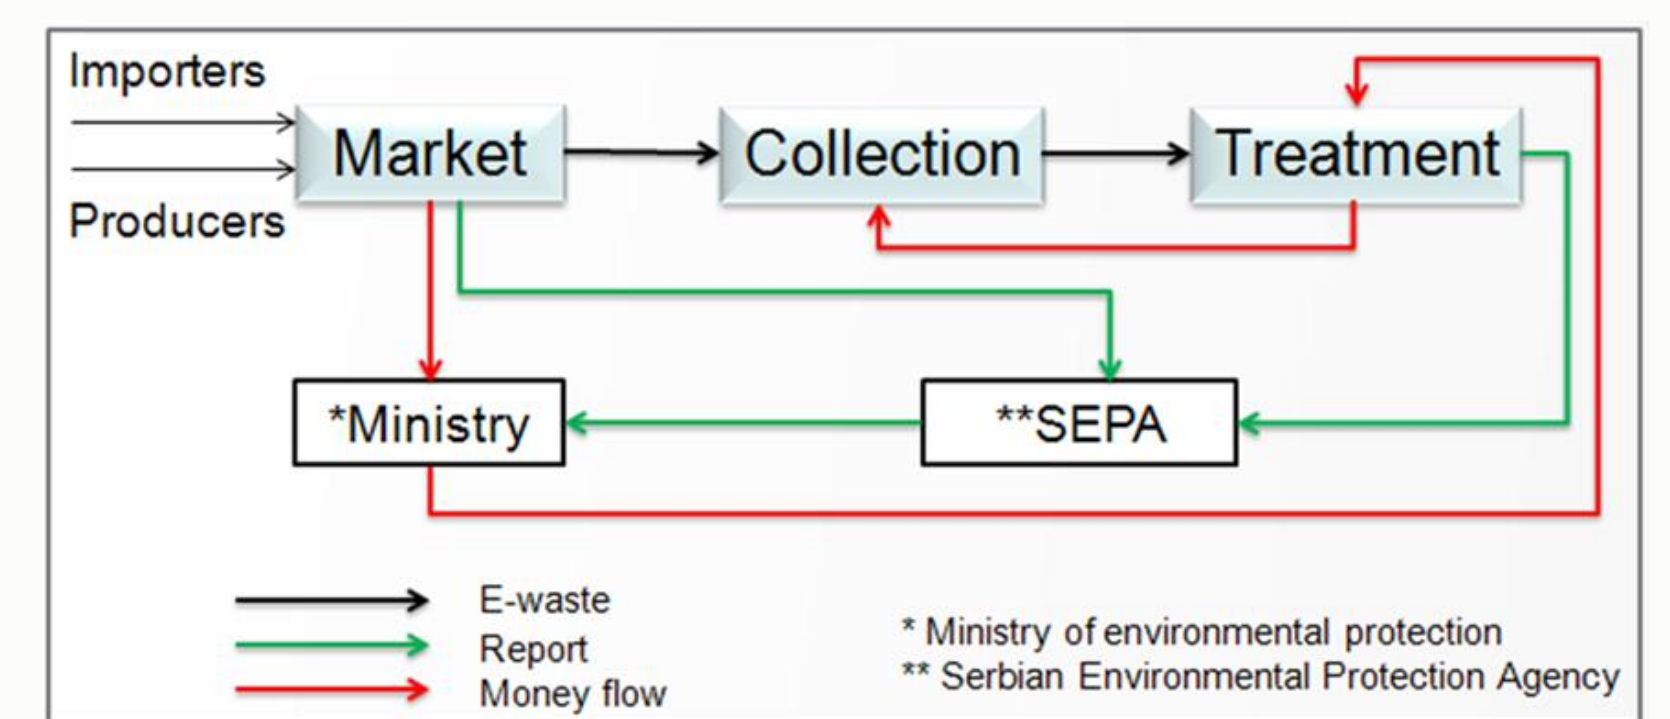 Importers
Market
Collection
Treatment
Producers
*Ministry
**SEPA
E-waste
Report
Money flow
* Ministry of environmental protection
** Serbian Environmental Protection Agency